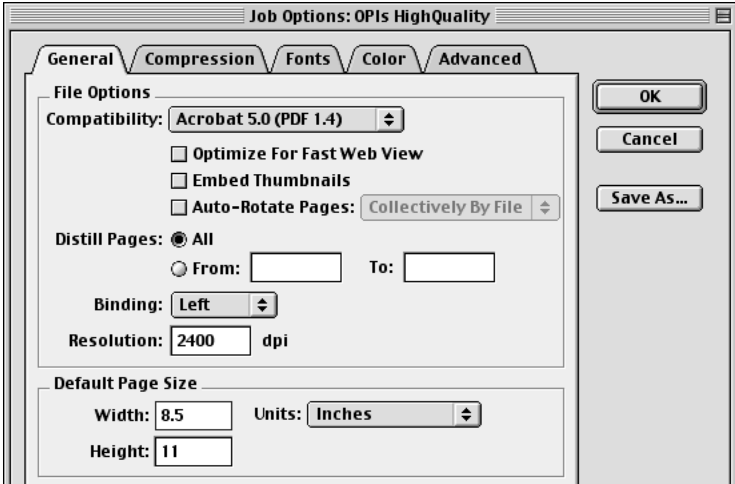 Job Options: OPIs HighQuality
General Compression Fonts Color Advanced
File Options
Compatibility: Acrobat 5.0 (PDF 1.4)
Optimize For Fast Web View
Embed Thumbnails
Auto-Rotate Pages: Collectively By File
Distill Pages: All
From: To:
Binding: Left
Resolution: 2400 dpi
Default Page Size
Width: 8.5 Units: Inches
Height: 11
OK
Cancel
Save As...